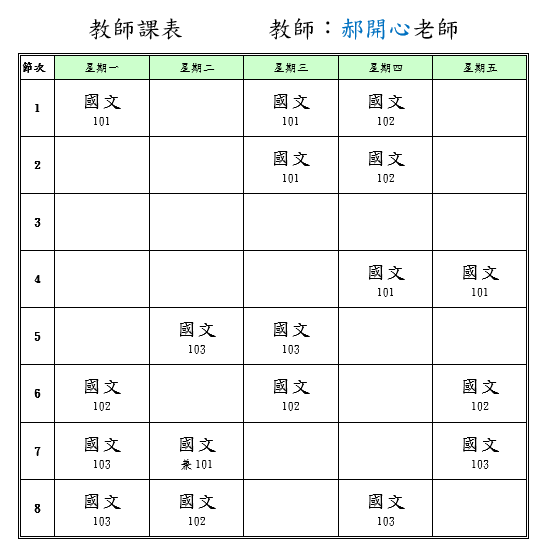 教師課表 教師：郝開心老師
節次 星期一 星期二 星期三 星期四 星期五
1 國文 國文 國文
101 101 102
2 國文 國文
101 102
3
4 國文 國文
101 101
5 國文 國文
103 103
6 國文 國文 國文
102 102 102
7 國文 國文 國文
103 兼101 103
8 國文 國文 國文
103 102 103